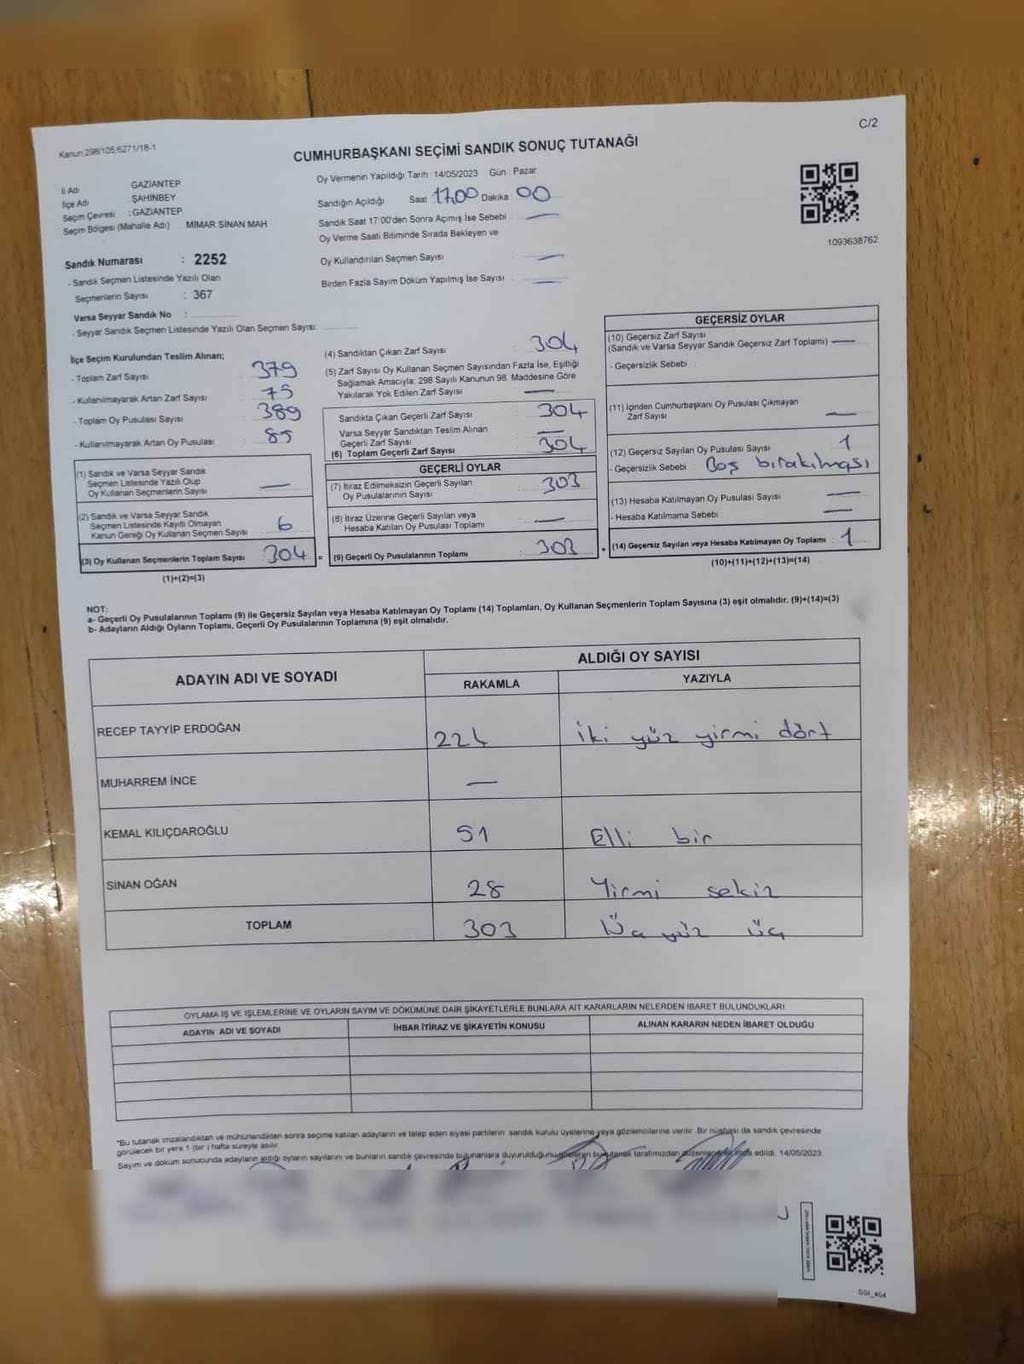 C/2
Kanun:298/105,6271/18-1
CUMHURBAŞKANI SEÇİMİ SANDIK SONUÇ TUTANAĞI
İl Adı GAZİANTEP
İlçe Adı ŞAHİNBEY
Seçim Çevresi : GAZİANTEP
Seçim Bölgesi (Mahalle Adı) MİMAR SİNAN MAH
Sandık Numarası : 2252
- Sandık Seçmen Listesinde Yazılı Olan
Seçmenlerin Sayısı : 367
Varsa Seyyar Sandık No :
- Seyyar Sandık Seçmen Listesinde Yazılı Olan Seçmen Sayısı:
Oy Vermenin Yapıldığı Tarih 14/05/2023 Gün : Pazar
Sandığın Açıldığı Saat 17,00 Dakika 00
Sandık Saat 17:00'den Sonra Açımış İse Sebebi —
Oy Verme Saati Bitiminde Sırada Bekleyen ve
Oy Kullandırılan Seçmen Sayısı —
Birden Fazla Sayım Döküm Yapılmış İse Sayısı —
1093638762
İlçe Seçim Kurulundan Teslim Alınan;
- Toplam Zarf Sayısı 379
- Kullanılmayarak Artan Zarf Sayısı 75
- Toplam Oy Pusulası Sayısı 389
- Kullanılmayarak Artan Oy Pusulası 85
(1) Sandık ve Varsa Seyyar Sandık
Seçmen Listesinde Yazılı Olup
Oy Kullanan Seçmenlerin Sayısı —
(2) Sandık ve Varsa Seyyar Sandık
Seçmen Listesinde Kayıtlı Olmayan
Kanun Gereği Oy Kullanan Seçmen Sayısı 6
(3) Oy Kullanan Seçmenlerin Toplam Sayısı 304 =
(1)+(2)=(3)
(4) Sandıktan Çıkan Zarf Sayısı 304
(5) Zarf Sayısı Oy Kullanan Seçmen Sayısından Fazla İse, Eşitliği
Sağlamak Amacıyla; 298 Sayılı Kanunun 98. Maddesine Göre
Yakılarak Yok Edilen Zarf Sayısı —
Sandıkta Çıkan Geçerli Zarf Sayısı 304
Varsa Seyyar Sandıktan Teslim Alınan
Geçerli Zarf Sayısı —
(6) Toplam Geçerli Zarf Sayısı 304
GEÇERLİ OYLAR
(7) İtiraz Edilmeksizin Geçerli Sayılan
Oy Pusulalarının Sayısı 303
(8) İtiraz Üzerine Geçerli Sayılan veya
Hesaba Katılan Oy Pusulası Toplamı —
(9) Geçerli Oy Pusulalarının Toplamı 303 +
GEÇERSİZ OYLAR
(10) Geçersiz Zarf Sayısı
(Sandık ve Varsa Seyyar Sandık Geçersiz Zarf Toplamı) —
- Geçersizlik Sebebi
(11) İçinden Cumhurbaşkanı Oy Pusulası Çıkmayan
Zarf Sayısı —
(12) Geçersiz Sayılan Oy Pusulası Sayısı 1
- Geçersizlik Sebebi Boş bırakılması
(13) Hesaba Katılmayan Oy Pusulası Sayısı —
- Hesaba Katılmama Sebebi —
(14) Geçersiz Sayılan veya Hesaba Katılmayan Oy Toplamı : 1
(10)+(11)+(12)+(13)=(14)
NOT:
a- Geçerli Oy Pusulalarının Toplamı (9) ile Geçersiz Sayılan veya Hesaba Katılmayan Oy Toplamı (14) Toplamları, Oy Kullanan Seçmenlerin Toplam Sayısına (3) eşit olmalıdır. (9)+(14)=(3)
b- Adayların Aldığı Oyların Toplamı, Geçerli Oy Pusulalarının Toplamına (9) eşit olmalıdır.
ADAYIN ADI VE SOYADI ALDIĞI OY SAYISI
RAKAMLA YAZIYLA
RECEP TAYYİP ERDOĞAN 224 iki yüz yirmi dört
MUHARREM İNCE —
KEMAL KILIÇDAROĞLU 51 Elli bir
SİNAN OĞAN 28 Yirmi sekiz
TOPLAM 303 Üç yüz üç
OYLAMA İŞ VE İŞLEMLERİNE VE OYLARIN SAYIM VE DÖKÜMÜNE DAİR ŞİKAYETLERLE BUNLARA AİT KARARLARIN NELERDEN İBARET BULUNDUKLARI
ADAYIN ADI VE SOYADI İHBAR İTİRAZ VE ŞİKAYETİN KONUSU ALINAN KARARIN NEDEN İBARET OLDUĞU
*Bu tutanak imzalandıktan ve mühürlendikten sonra seçime katılan adayların ve talep eden siyasi partilerin sandık kurulu üyelerine veya gözlemcilerine verilir. Bir nüshası da sandık çevresinde
görülecek bir yere 1 (bir ) hafta süreyle asılır
Sayım ve döküm sonucunda adayların aldığı oyların sayılarını ve bunların sandık çevresinde bulunanlara duyurulduğunu tutanak tarafımızdan edildi. 14/05/2023